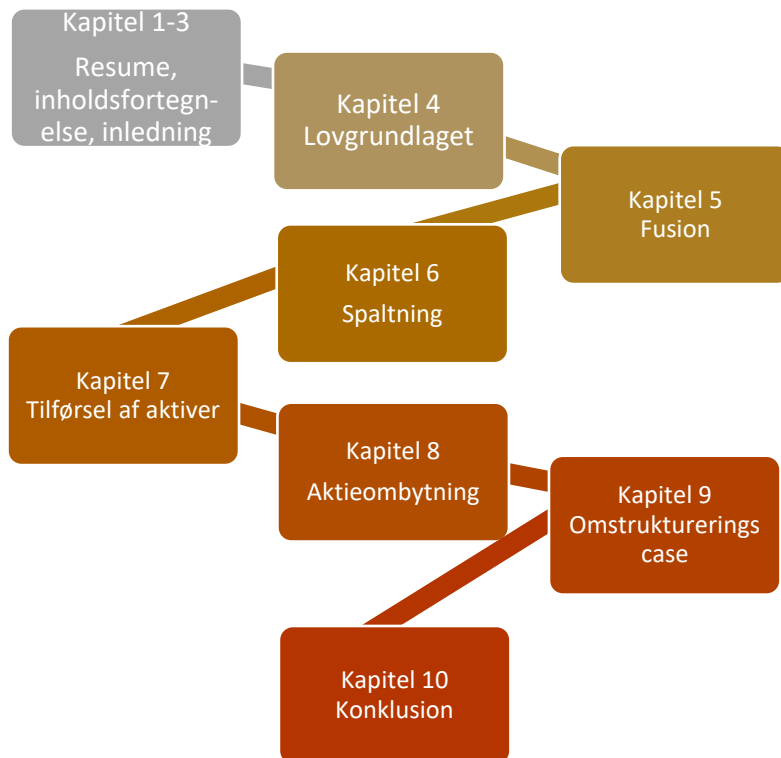 Kapitel 1-3
Resume,
inholdsfortegn-
else, inledning
Kapitel 4
Lovgrundlaget
Kapitel 5
Fusion
Kapitel 6
Spaltning
Kapitel 7
Tilførsel af aktiver
Kapitel 8
Aktieombytning
Kapitel 9
Omstrukturerings
case
Kapitel 10
Konklusion